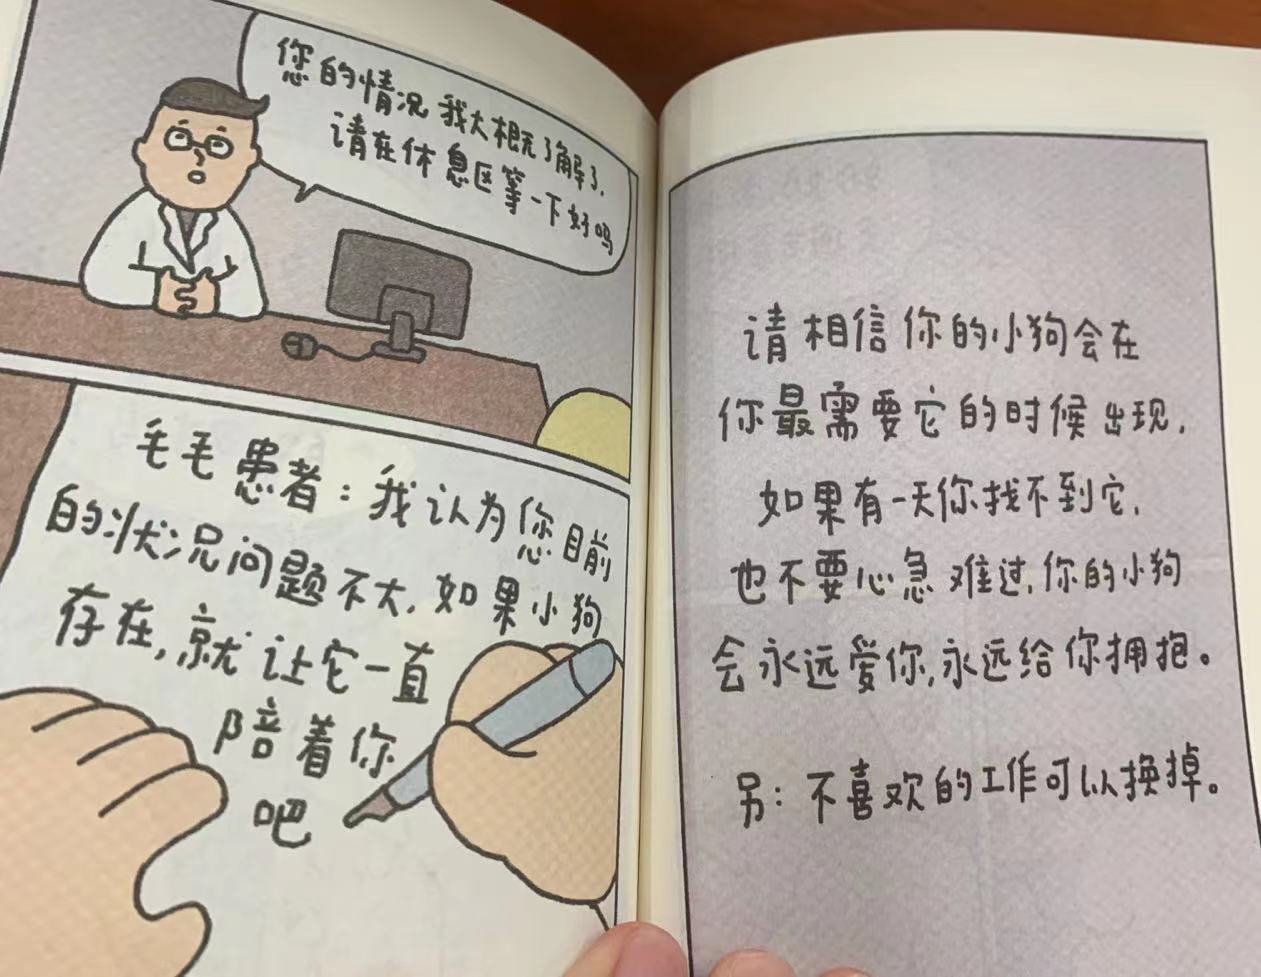 您的情况我大概了解了，
请在休息区等一下好吗
毛毛患者：我认为您目前
的状况问题不大，如果小狗
存在，就让它一直
陪着你
吧
请相信你的小狗会在
你最需要它的时候出现，
如果有一天你找不到它，
也不要心急难过，你的小狗
会永远爱你，永远给你拥抱。
另：不喜欢的工作可以换掉。